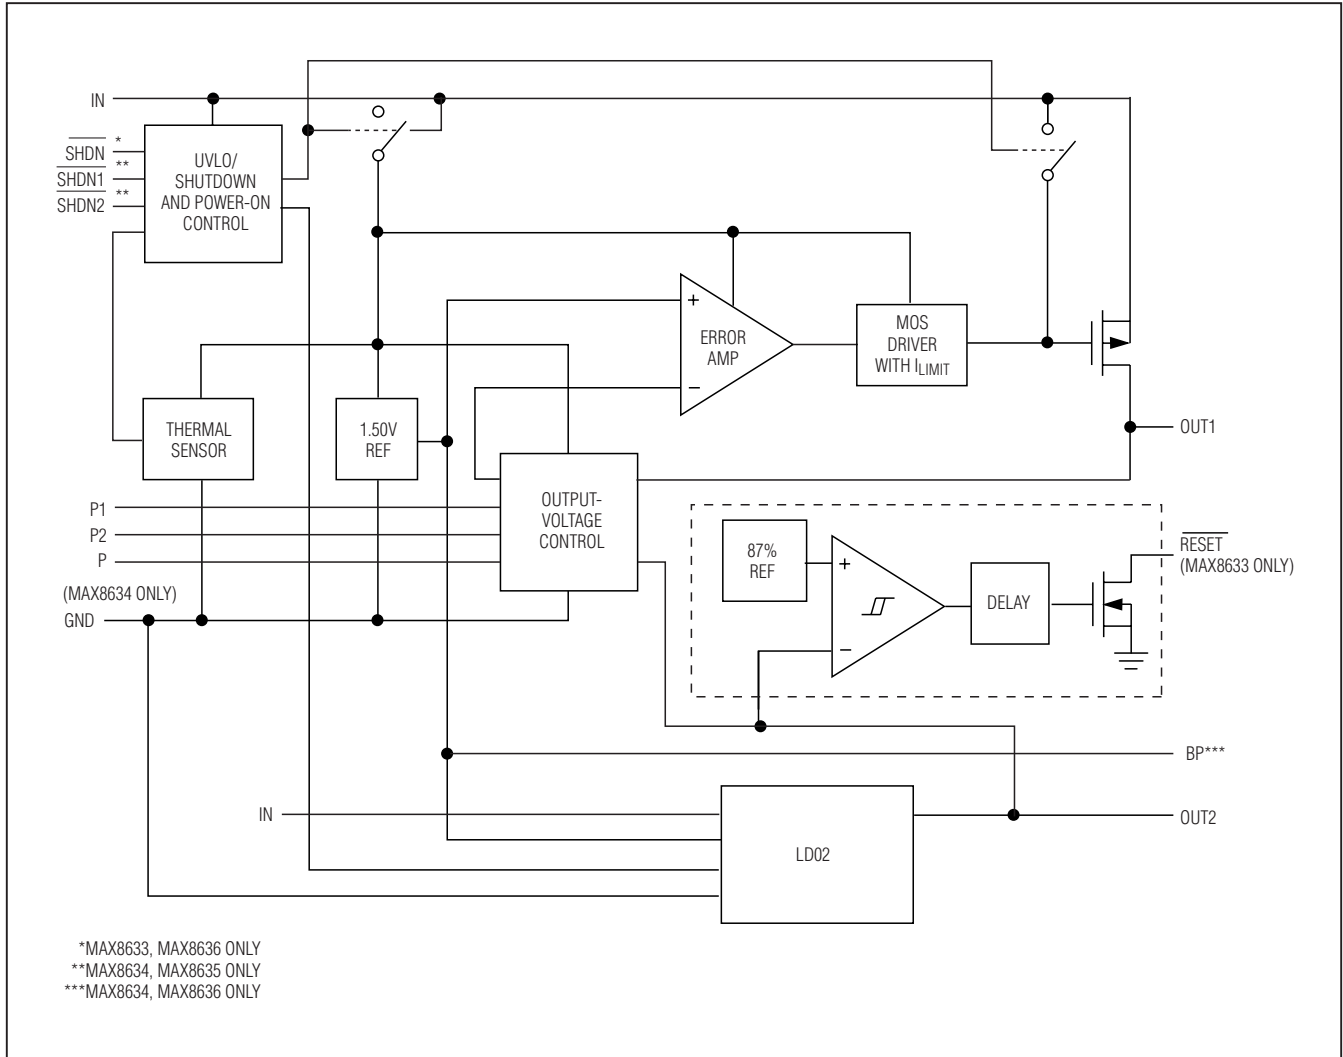 IN
SHDN *
SHDN1 **
SHDN2 **
UVLO/
SHUTDOWN
AND POWER-ON
CONTROL
+
−
ERROR
AMP
MOS
DRIVER
WITH ILIMIT
THERMAL
SENSOR
1.50V
REF
OUT1
OUTPUT-
VOLTAGE
CONTROL
P1
P2
P
(MAX8634 ONLY)
GND
87%
REF
+
−
DELAY
RESET
(MAX8633 ONLY)
BP***
IN
LD02
OUT2
*MAX8633, MAX8636 ONLY
**MAX8634, MAX8635 ONLY
***MAX8634, MAX8636 ONLY